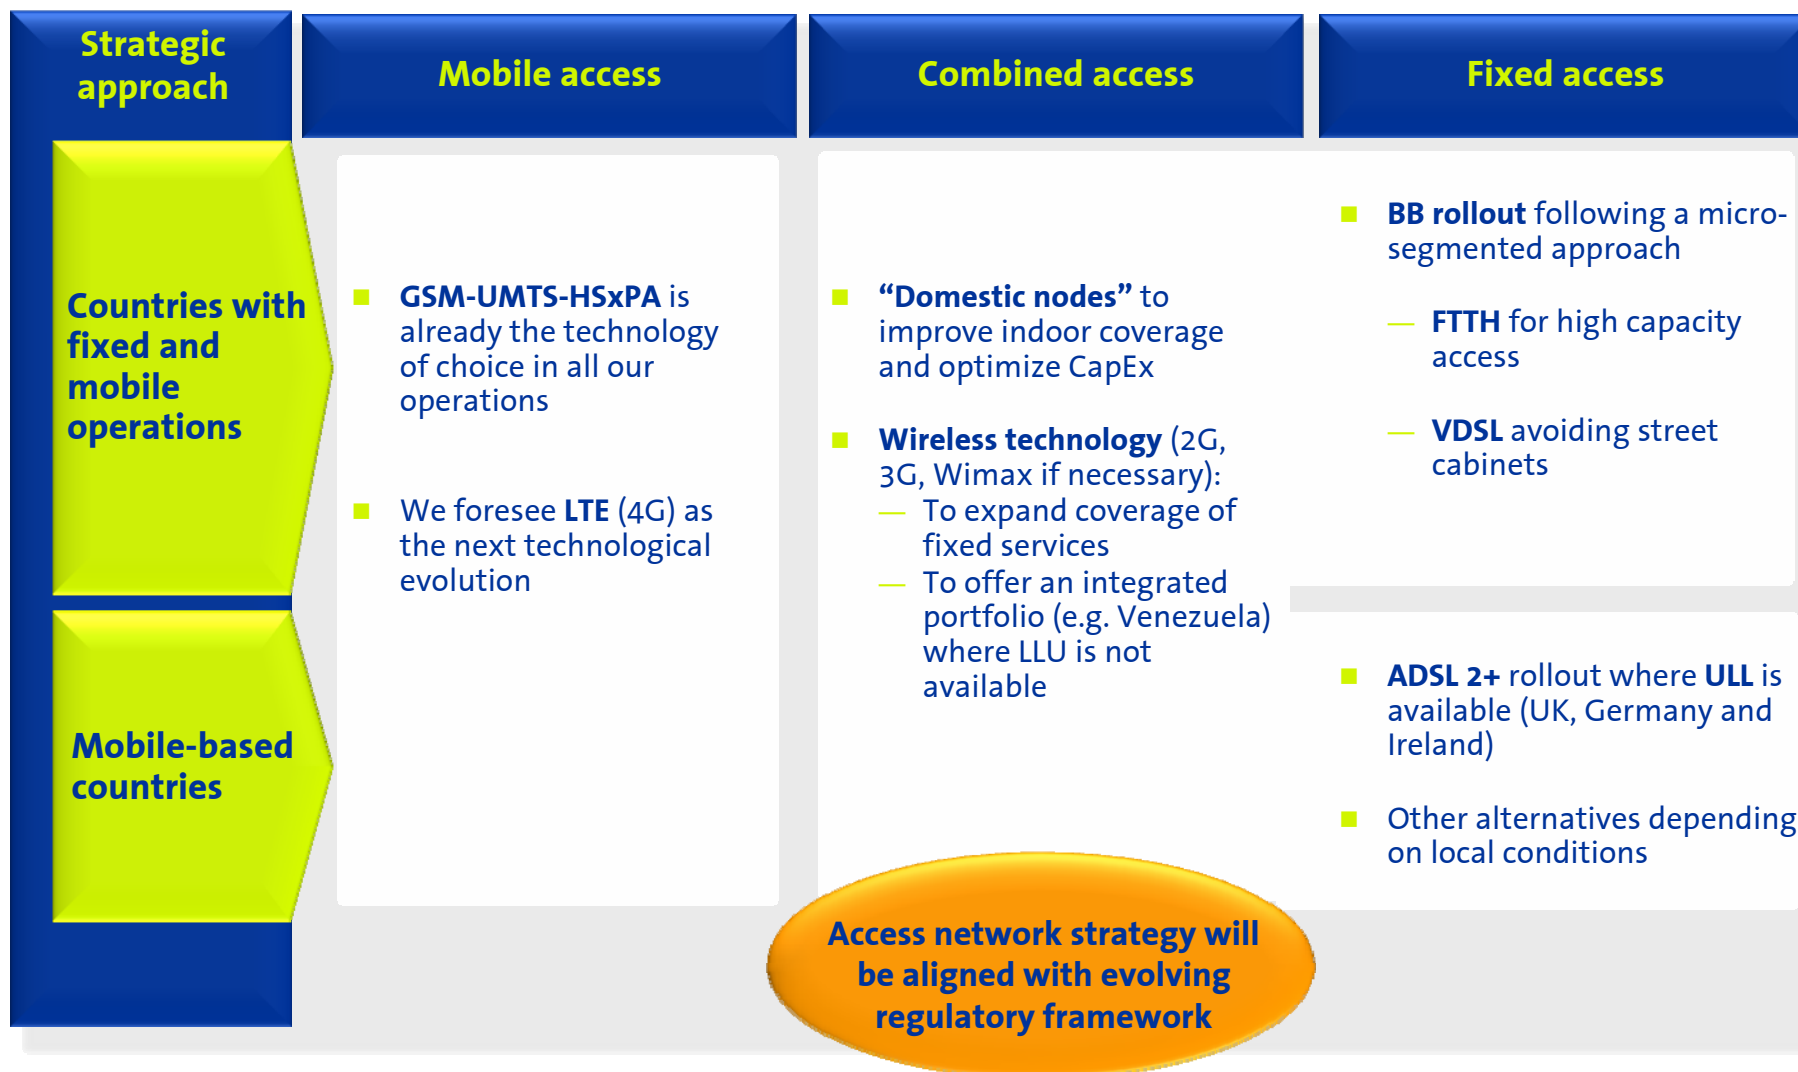 Strategic
approach
Mobile access
Combined access
Fixed access
Countries with
fixed and
mobile
operations
Mobile-based
countries
■ GSM-UMTS-HSxPA is
already the technology
of choice in all our
operations
■ We foresee LTE (4G) as
the next technological
evolution
■ “Domestic nodes” to
improve indoor coverage
and optimize CapEx
■ Wireless technology (2G,
3G, Wimax if necessary):
— To expand coverage of
fixed services
— To offer an integrated
portfolio (e.g. Venezuela)
where LLU is not
available
■ BB rollout following a micro-
segmented approach
— FTTH for high capacity
access
— VDSL avoiding street
cabinets
■ ADSL 2+ rollout where ULL is
available (UK, Germany and
Ireland)
■ Other alternatives depending
on local conditions
Access network strategy will
be aligned with evolving
regulatory framework